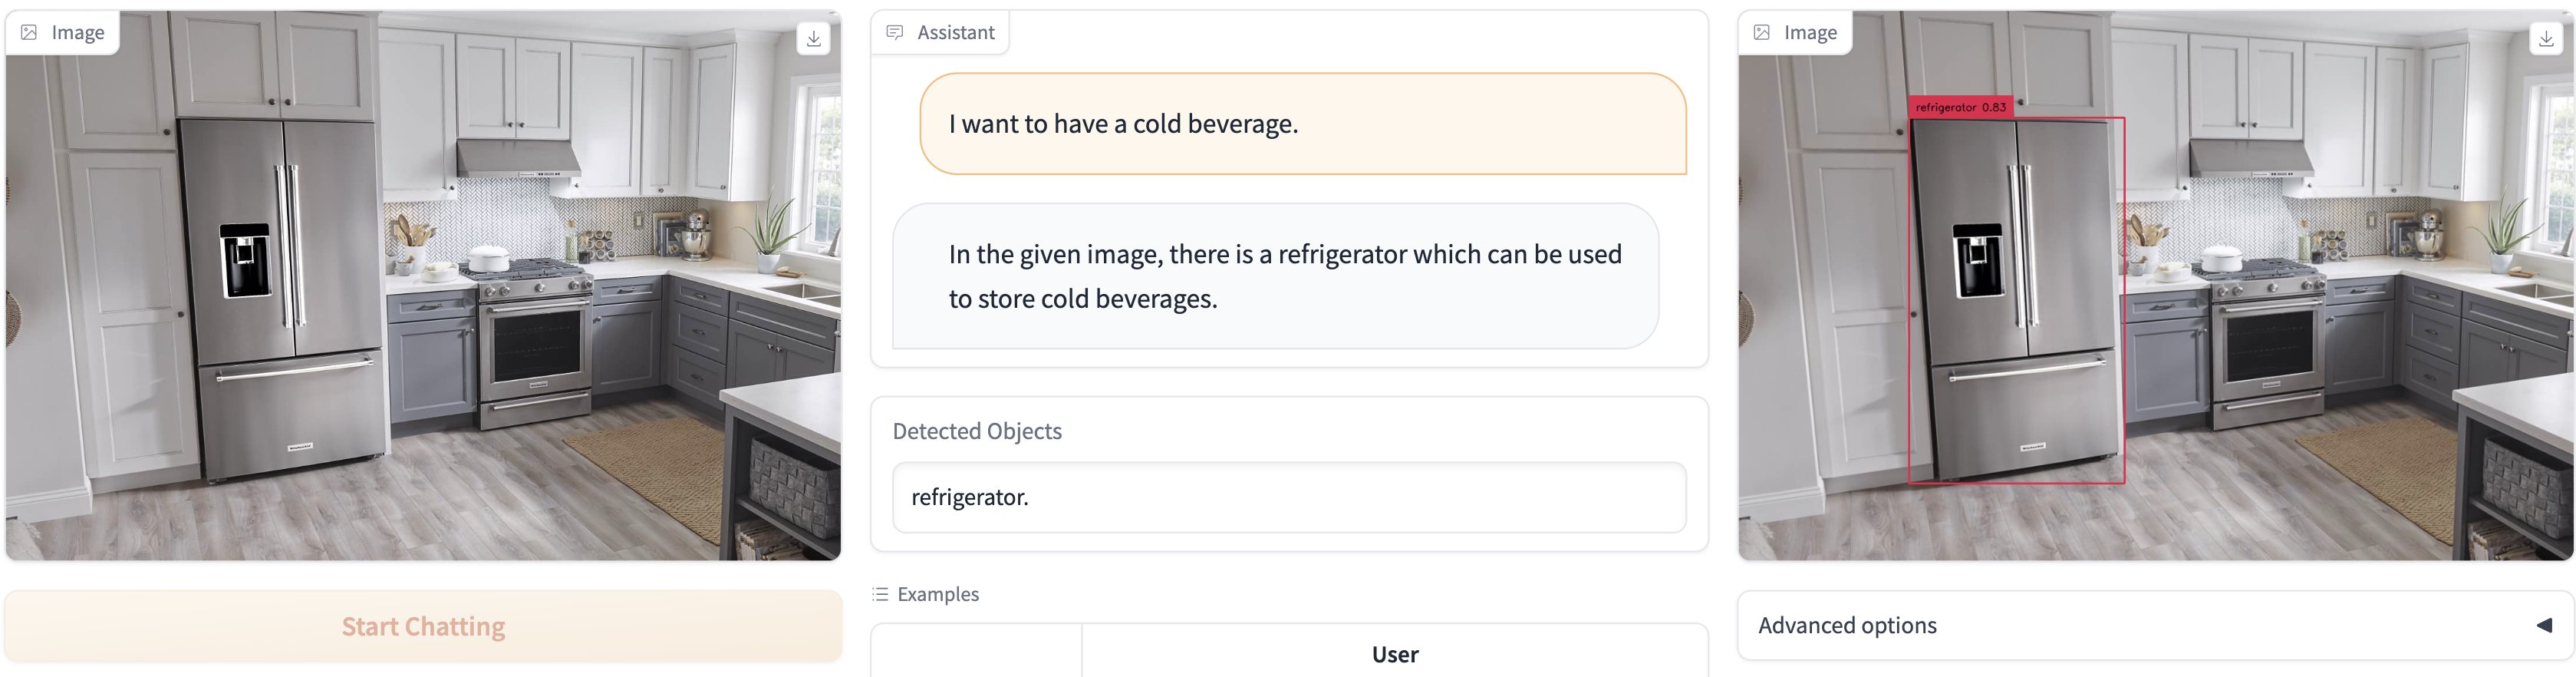 Image
Assistant
I want to have a cold beverage.
In the given image, there is a refrigerator which can be used
to store cold beverages.
Detected Objects
refrigerator.
Examples
User
Start Chatting
Image
refrigerator 0.83
Advanced options